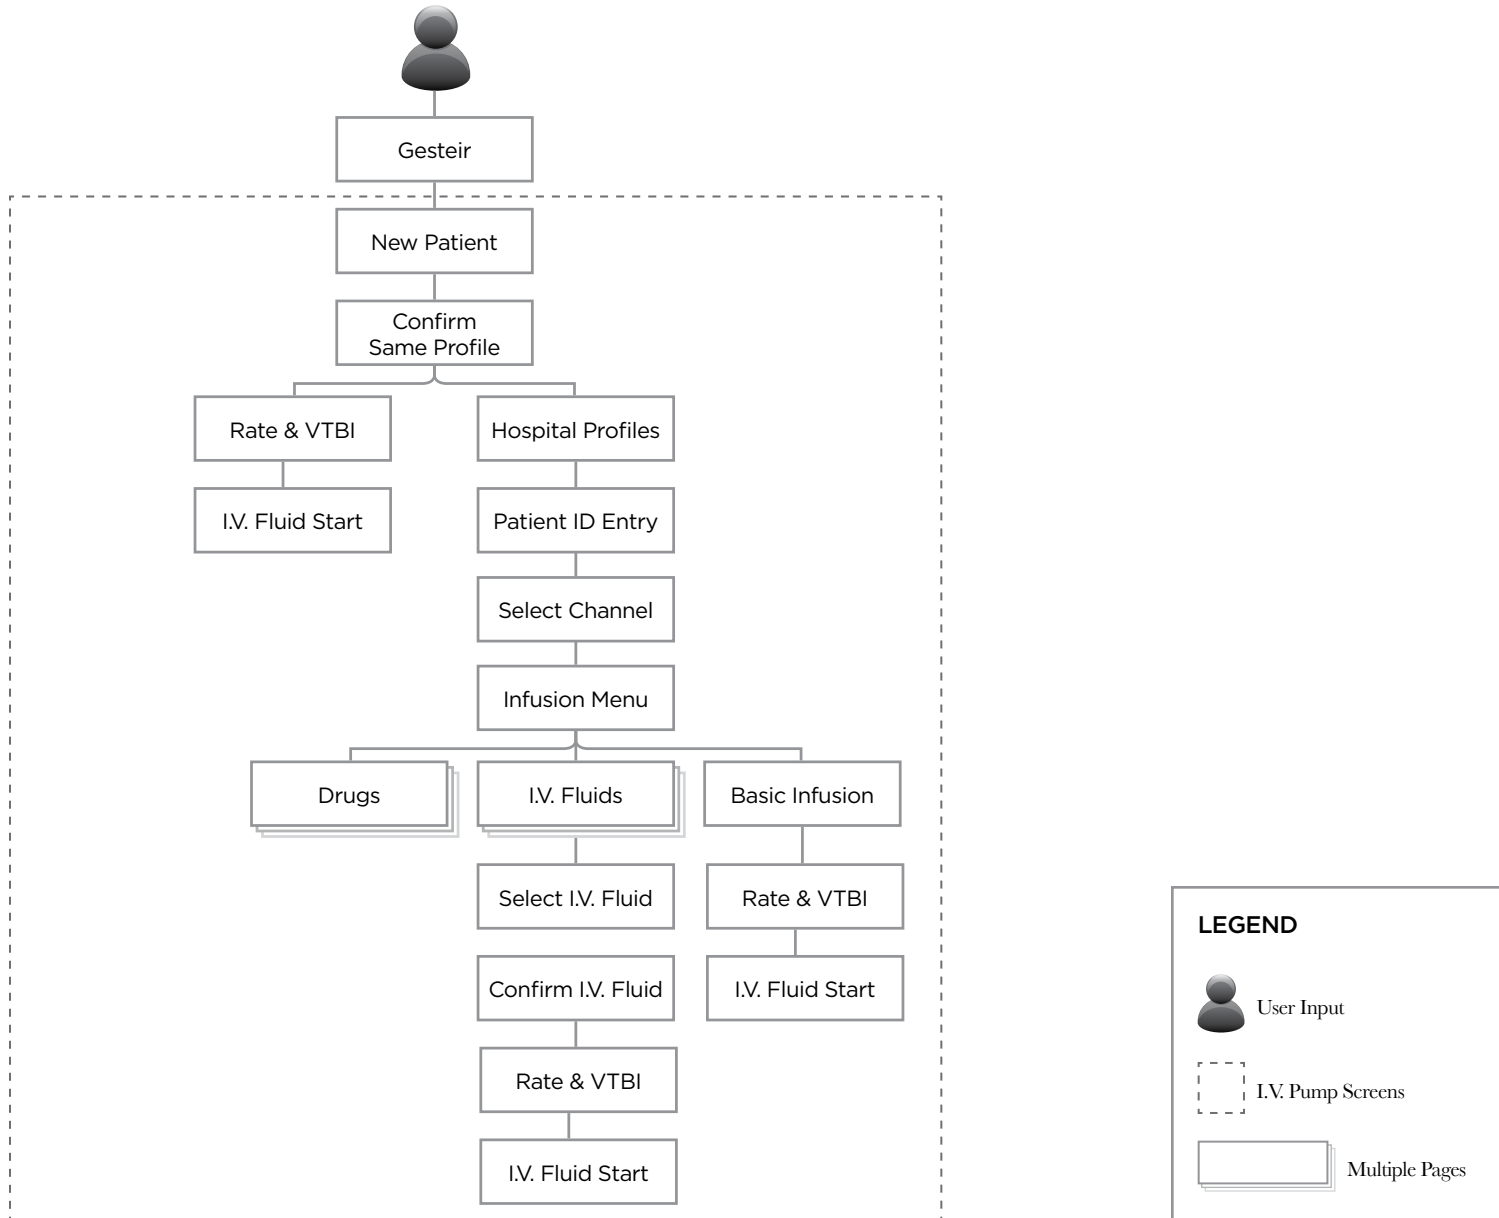 Gesteir
New Patient
Confirm
Same Profile
Rate & VTBI
Hospital Profiles
I.V. Fluid Start
Patient ID Entry
Select Channel
Infusion Menu
Drugs
I.V. Fluids
Basic Infusion
Select I.V. Fluid
Rate & VTBI
Confirm I.V. Fluid
I.V. Fluid Start
Rate & VTBI
I.V. Fluid Start
LEGEND
User Input
I.V. Pump Screens
Multiple Pages